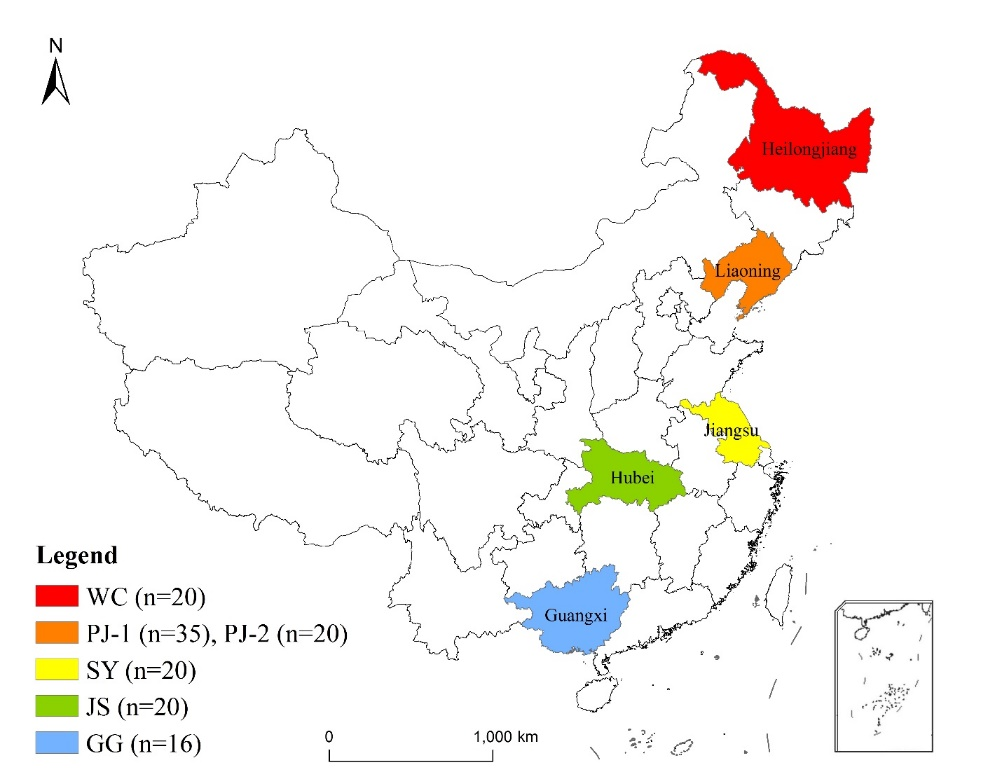 N
Heilongjiang
Liaoning
Jiangsu
Hubei
Guangxi
Legend
WC (n=20)
PJ-1 (n=35), PJ-2 (n=20)
SY (n=20)
JS (n=20)
GG (n=16)
0 1,000 km